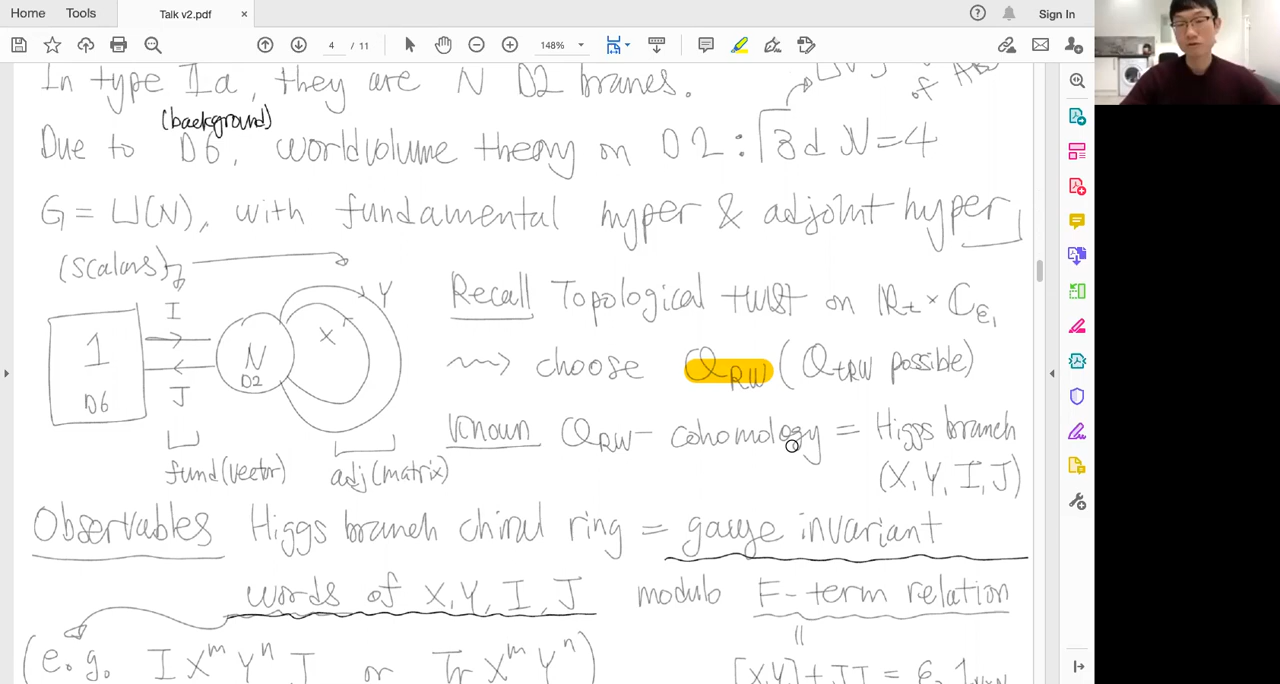 Home Tools Talk v2.pdf × Sign In
4 / 11 148%
In type IIa, they are N D2 branes.
(background)
Due to D6, worldvolume theory on D2 : 3d N=4
G = U(N), with fundamental hyper & adjoint hyper
(scalars)
I
J
1
D6
N
D2
X
Y
fund(vector) adj(matrix)
Recall Topological twist on ℝt × ℂε1
⇝ choose QRW ( QtRW possible)
Known QRW- cohomology = Higgs branch
(X, Y, I, J)
Observables Higgs branch chiral ring = gauge invariant
words of X, Y, I, J modulo F-term relation
(e.g. I X^m Y^n J or Tr X^m Y^n)